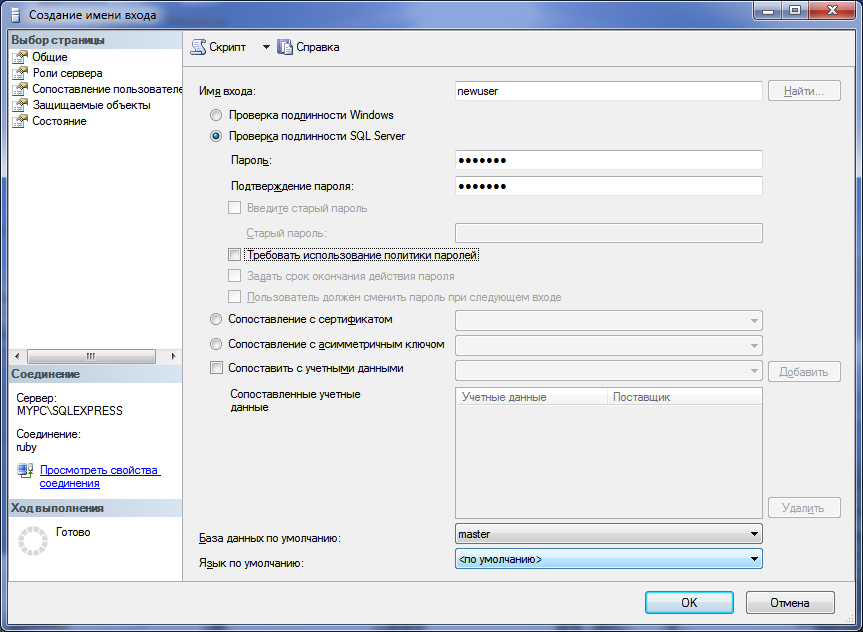 Создание имени входа
Выбор страницы
Общие
Роли сервера
Сопоставление пользователе
Защищаемые объекты
Состояние
Скрипт
Справка
Имя входа:
newuser
Найти...
Проверка подлинности Windows
Проверка подлинности SQL Server
Пароль:
●●●●●●●
Подтверждение пароля:
●●●●●●●
Введите старый пароль
Старый пароль:
Требовать использование политики паролей
Задать срок окончания действия пароля
Пользователь должен сменить пароль при следующем входе
Сопоставление с сертификатом
Сопоставление с асимметричным ключом
Сопоставить с учетными данными
Добавить
Сопоставленные учетные
данные
Учетные данные
Поставщик
Удалить
База данных по умолчанию:
master
Язык по умолчанию:
<по умолчанию>
Соединение
Сервер:
MYPC\SQLEXPRESS
Соединение:
ruby
Просмотреть свойства
соединения
Ход выполнения
Готово
OK
Отмена